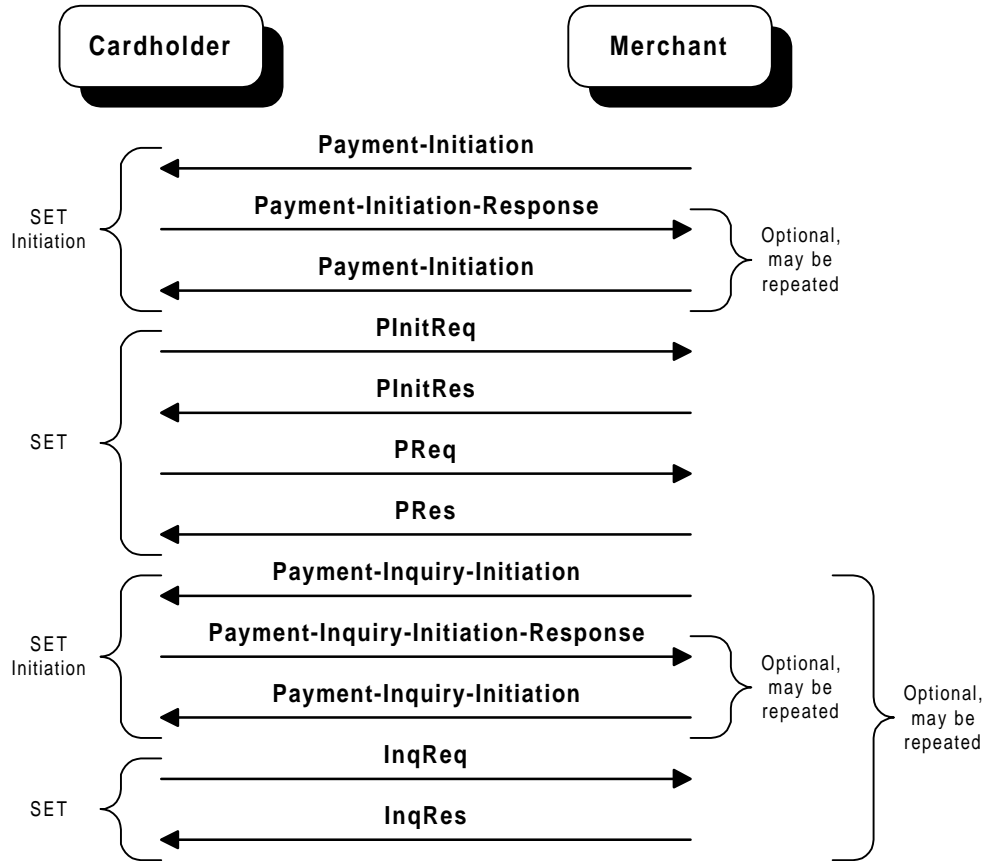 Cardholder
Merchant
Payment-Initiation
Payment-Initiation-Response
SET
Initiation
Optional,
may be
repeated
Payment-Initiation
PInitReq
PInitRes
SET
PReq
PRes
Payment-Inquiry-Initiation
Payment-Inquiry-Initiation-Response
SET
Initiation
Optional,
may be
repeated
Optional,
may be
repeated
Payment-Inquiry-Initiation
InqReq
SET
InqRes